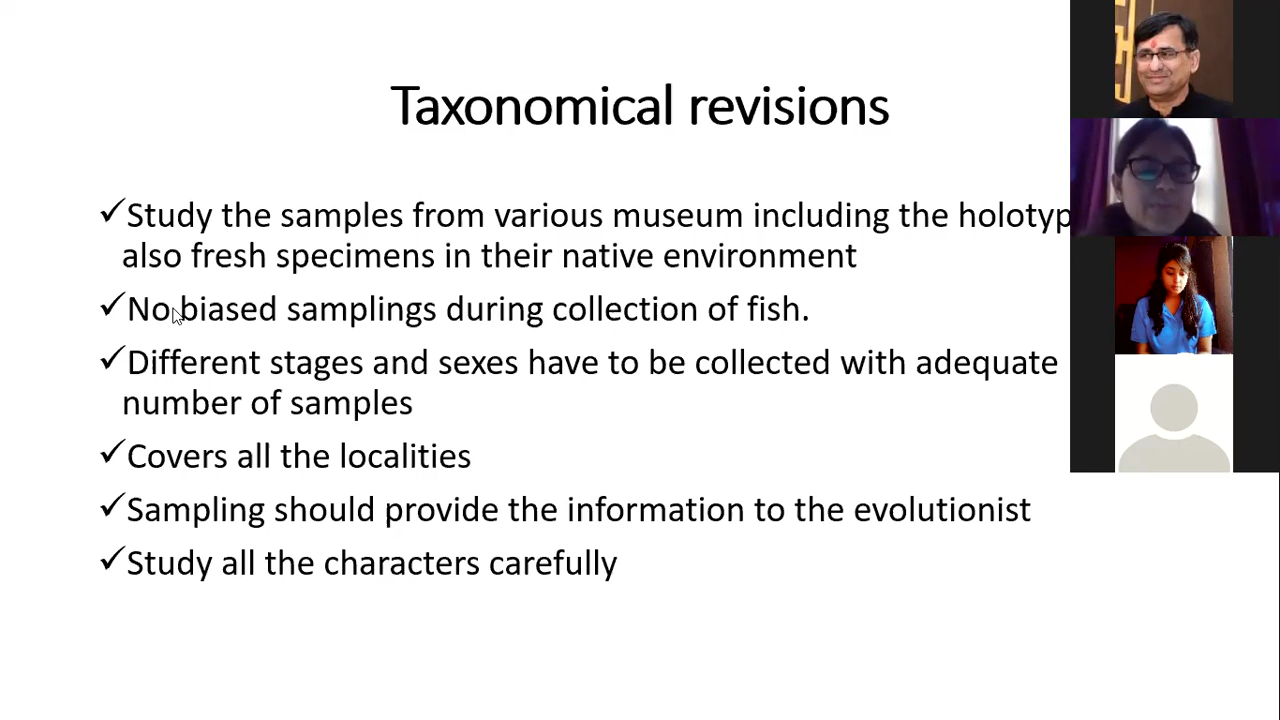 Taxonomical revisions
✓Study the samples from various museum including the holotyp
also fresh specimens in their native environment
✓No biased samplings during collection of fish.
✓Different stages and sexes have to be collected with adequate
number of samples
✓Covers all the localities
✓Sampling should provide the information to the evolutionist
✓Study all the characters carefully